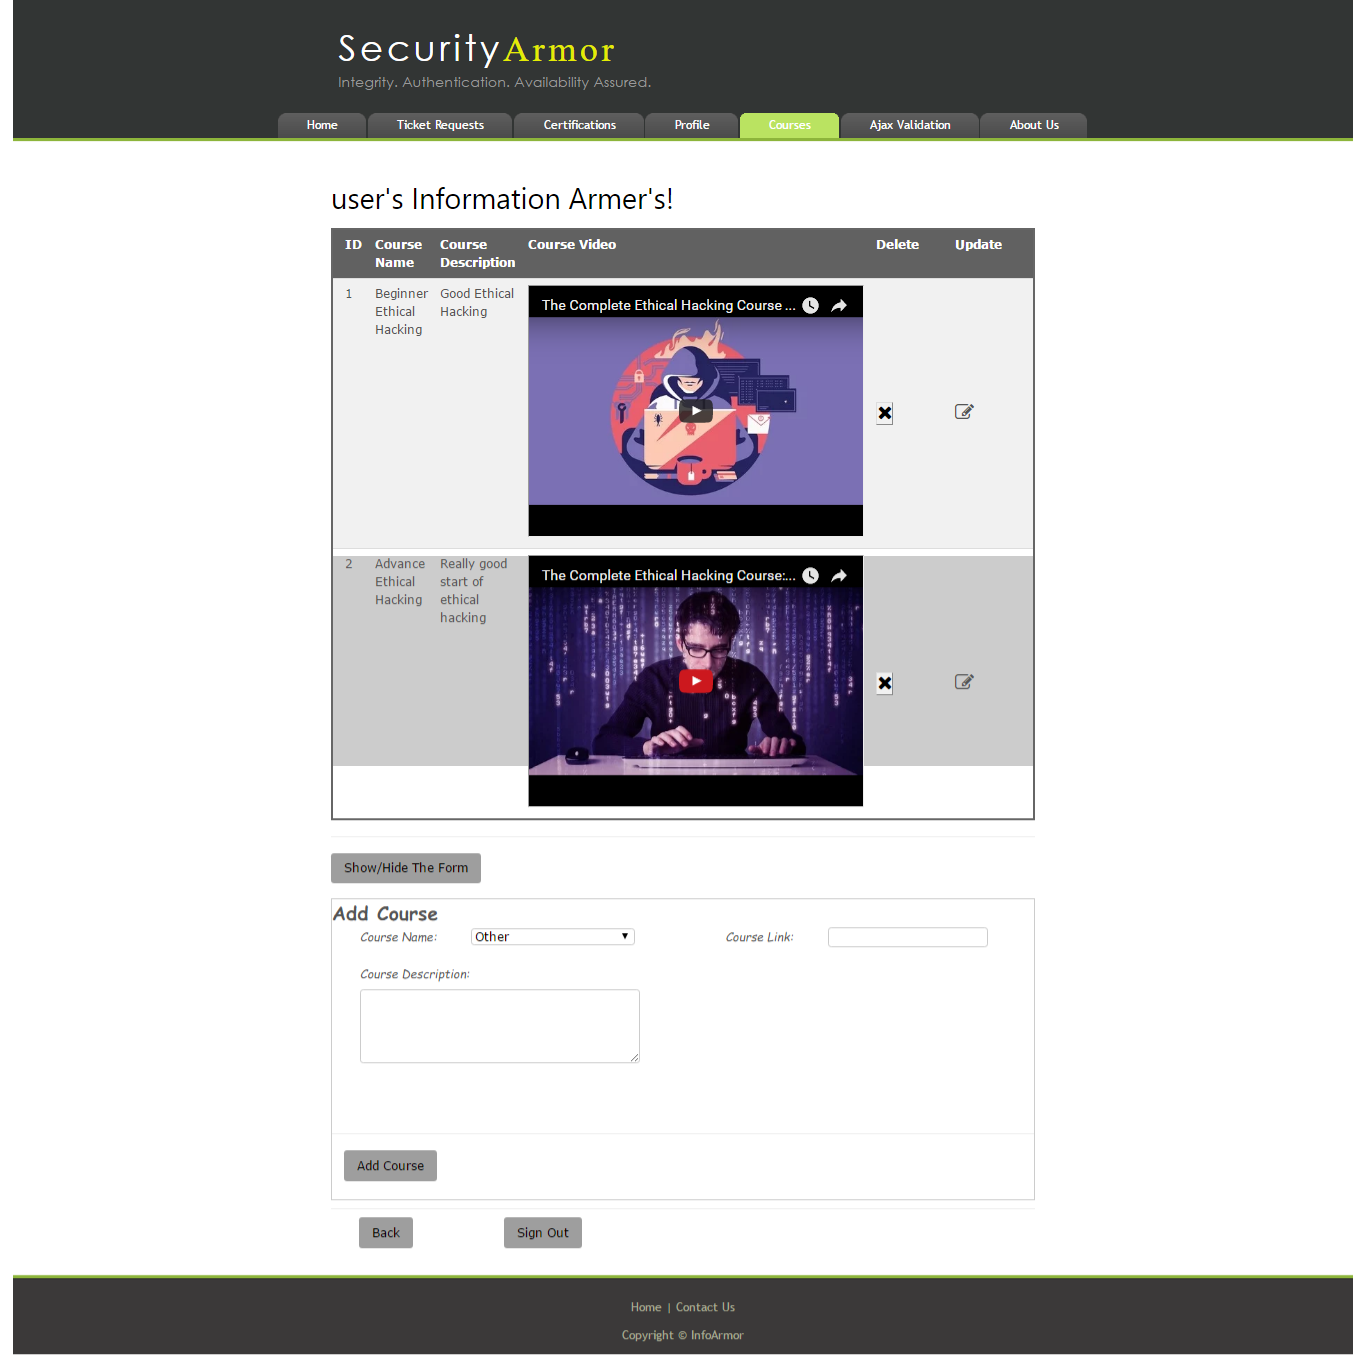 SecurityArmor
Integrity. Authentication. Availability Assured.
Home Ticket Requests Certifications Profile Courses Ajax Validation About Us
user's Information Armer's!
ID Course Name Course Description Course Video Delete Update
1 Beginner Ethical Hacking Good Ethical Hacking The Complete Ethical Hacking Course ...
2 Advance Ethical Hacking Really good start of ethical hacking The Complete Ethical Hacking Course:...
Show/Hide The Form
Add Course
Course Name: Other Course Link:
Course Description:
Add Course
Back Sign Out
Home | Contact Us
Copyright © InfoArmor